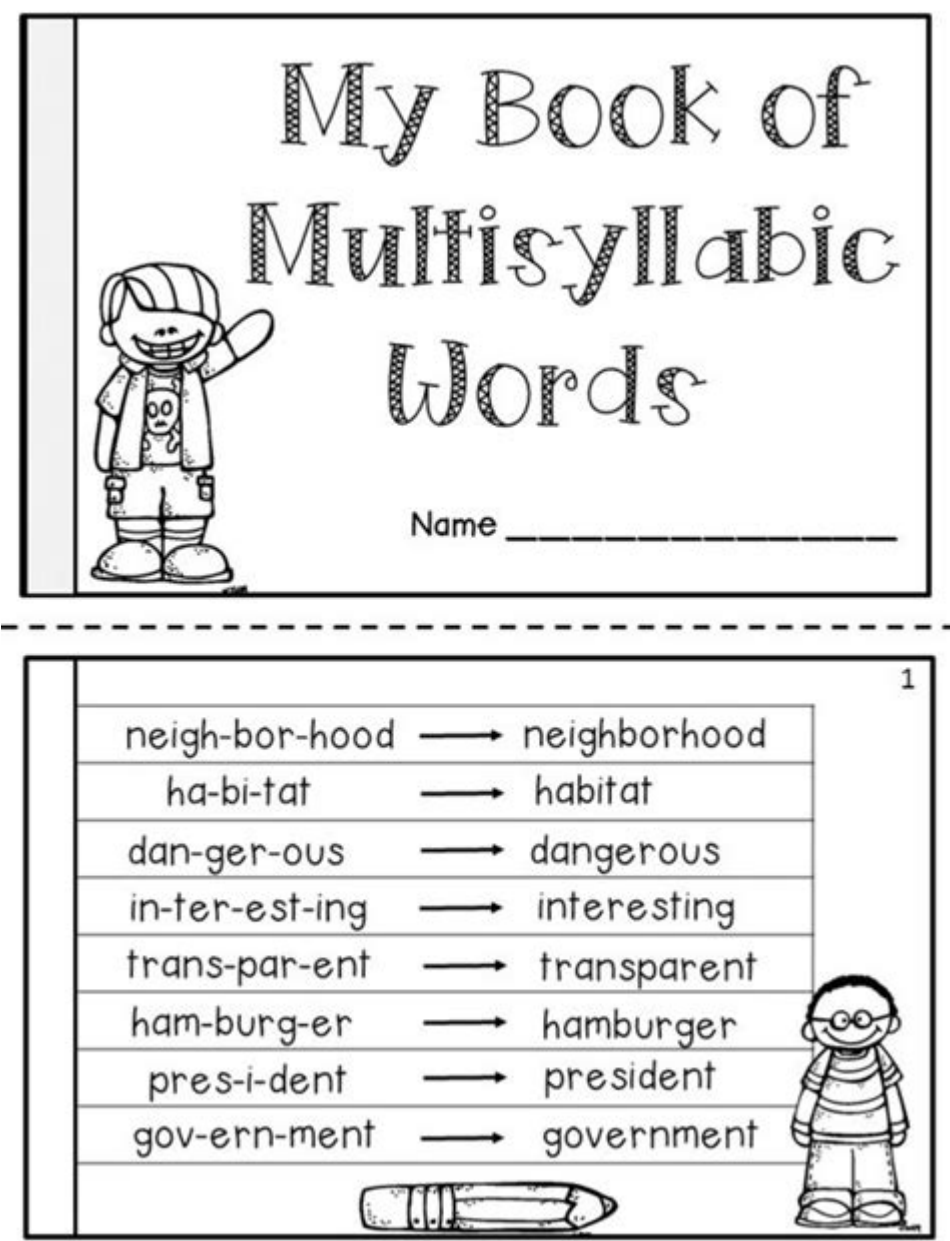 My Book of
Multisyllabic
Words
Name _____________
1
neigh-bor-hood → neighborhood
ha-bi-tat → habitat
dan-ger-ous → dangerous
in-ter-est-ing → interesting
trans-par-ent → transparent
ham-burg-er → hamburger
pres-i-dent → president
gov-ern-ment → government